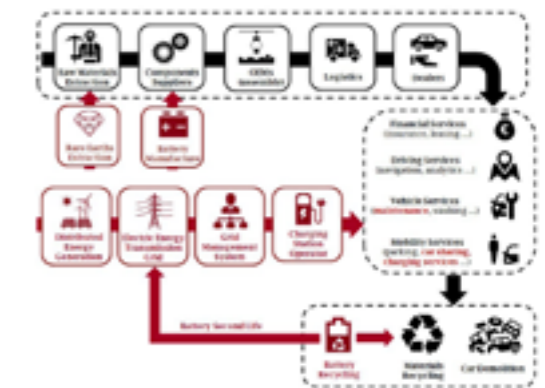 Raw Materials
Extraction
Components
Suppliers
OEMs
(assembler)
Logistics
Dealers
Rare Earths
Extraction
Battery
Manufacture
Financial Services
(insurance, leasing ...)
Driving Services
(navigation, analytics ...)
Vehicle Services
(maintenance, washing ...)
Mobility Services
(parking, car sharing,
charging services ...)
Distributed
Energy
Generation
Electric Energy
Transmission
Grid
Grid
Management
System
Charging
Station
Operator
Battery Second Life
Battery
Recycling
Materials
Recycling
Car Demolition